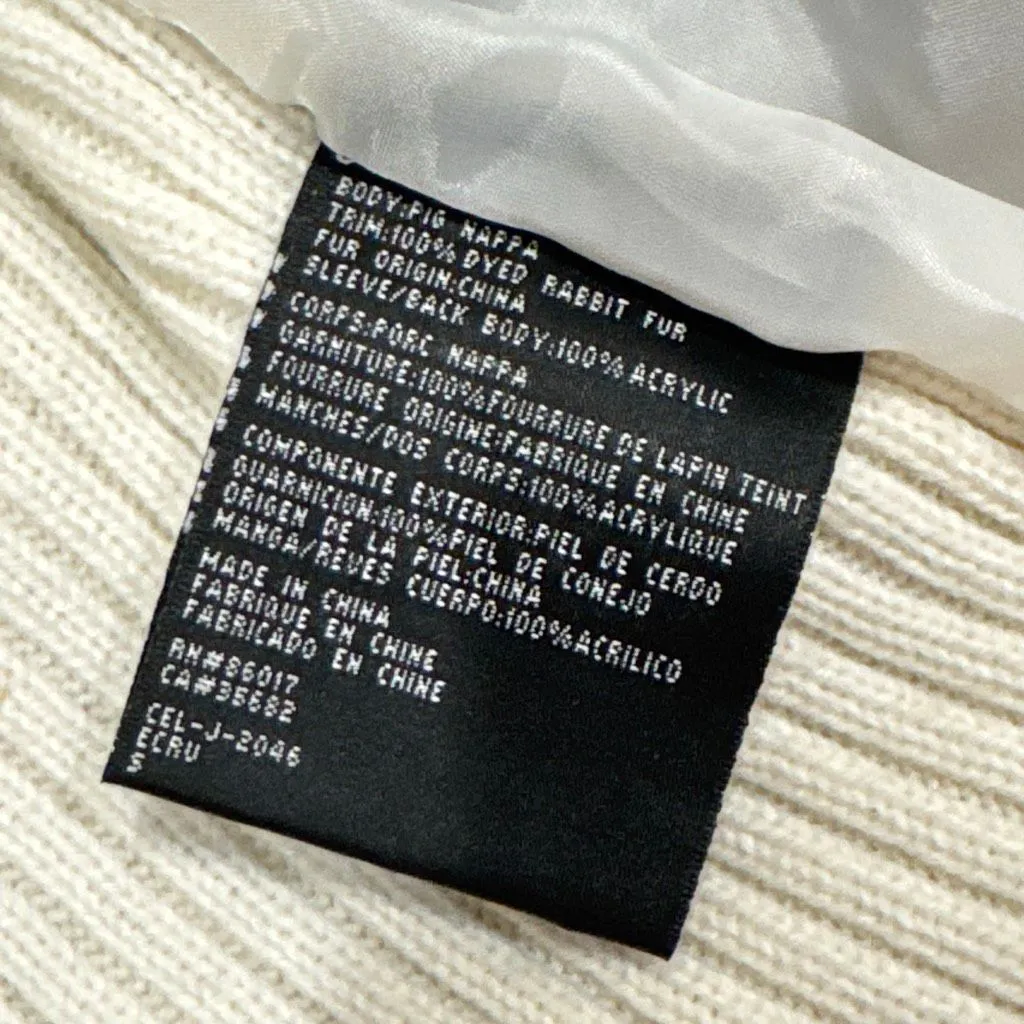 BODY:PIG NAPPA
TRIM:100%DYED RABBIT FUR
FUR ORIGIN:CHINA
SLEEVE/BACK BODY:100%ACRYLIC
CORPS:PORC NAPPA
GARNITURE:100%FOURRURE DE LAPIN TEINT
FOURRURE ORIGINE:FABRIQUE EN CHINE
MANCHES/DOS CORPS:100%ACRYLIQUE
COMPONENTE EXTERIOR:PIEL DE CERDO
GUARNICION:100%PIEL DE CONEJO
ORIGEN DE LA PIEL:CHINA
MANGA/REVES CUERPO:100%ACRILICO
MADE IN CHINA
FABRIQUE EN CHINE
FABRICADO EN CHINE
RN#86017
CA#35682
CEL-J-2046
ECRU
S